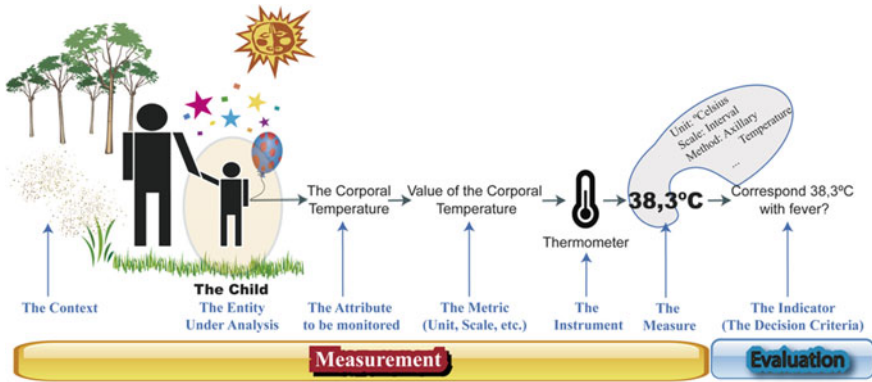 Unit: ºCelsius
Scale: Interval
Method: Axillary
Temperature
...
The Corporal
Temperature
Value of the Corporal
Temperature
Thermometer
38,3ºC
Correspond 38,3ºC
with fever?
The Child
The Context
The Entity
Under Analysis
The Attribute
to be monitored
The Metric
(Unit, Scale, etc.)
The
Instrument
The
Measure
The Indicator
(The Decision Criteria)
Measurement
Evaluation